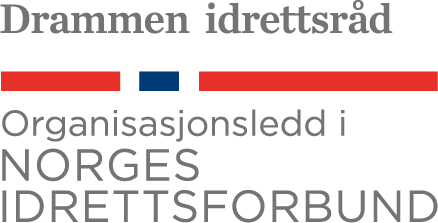 Drammen idrettsråd
Organisasjonsledd i
NORGES
IDRETTSFORBUND